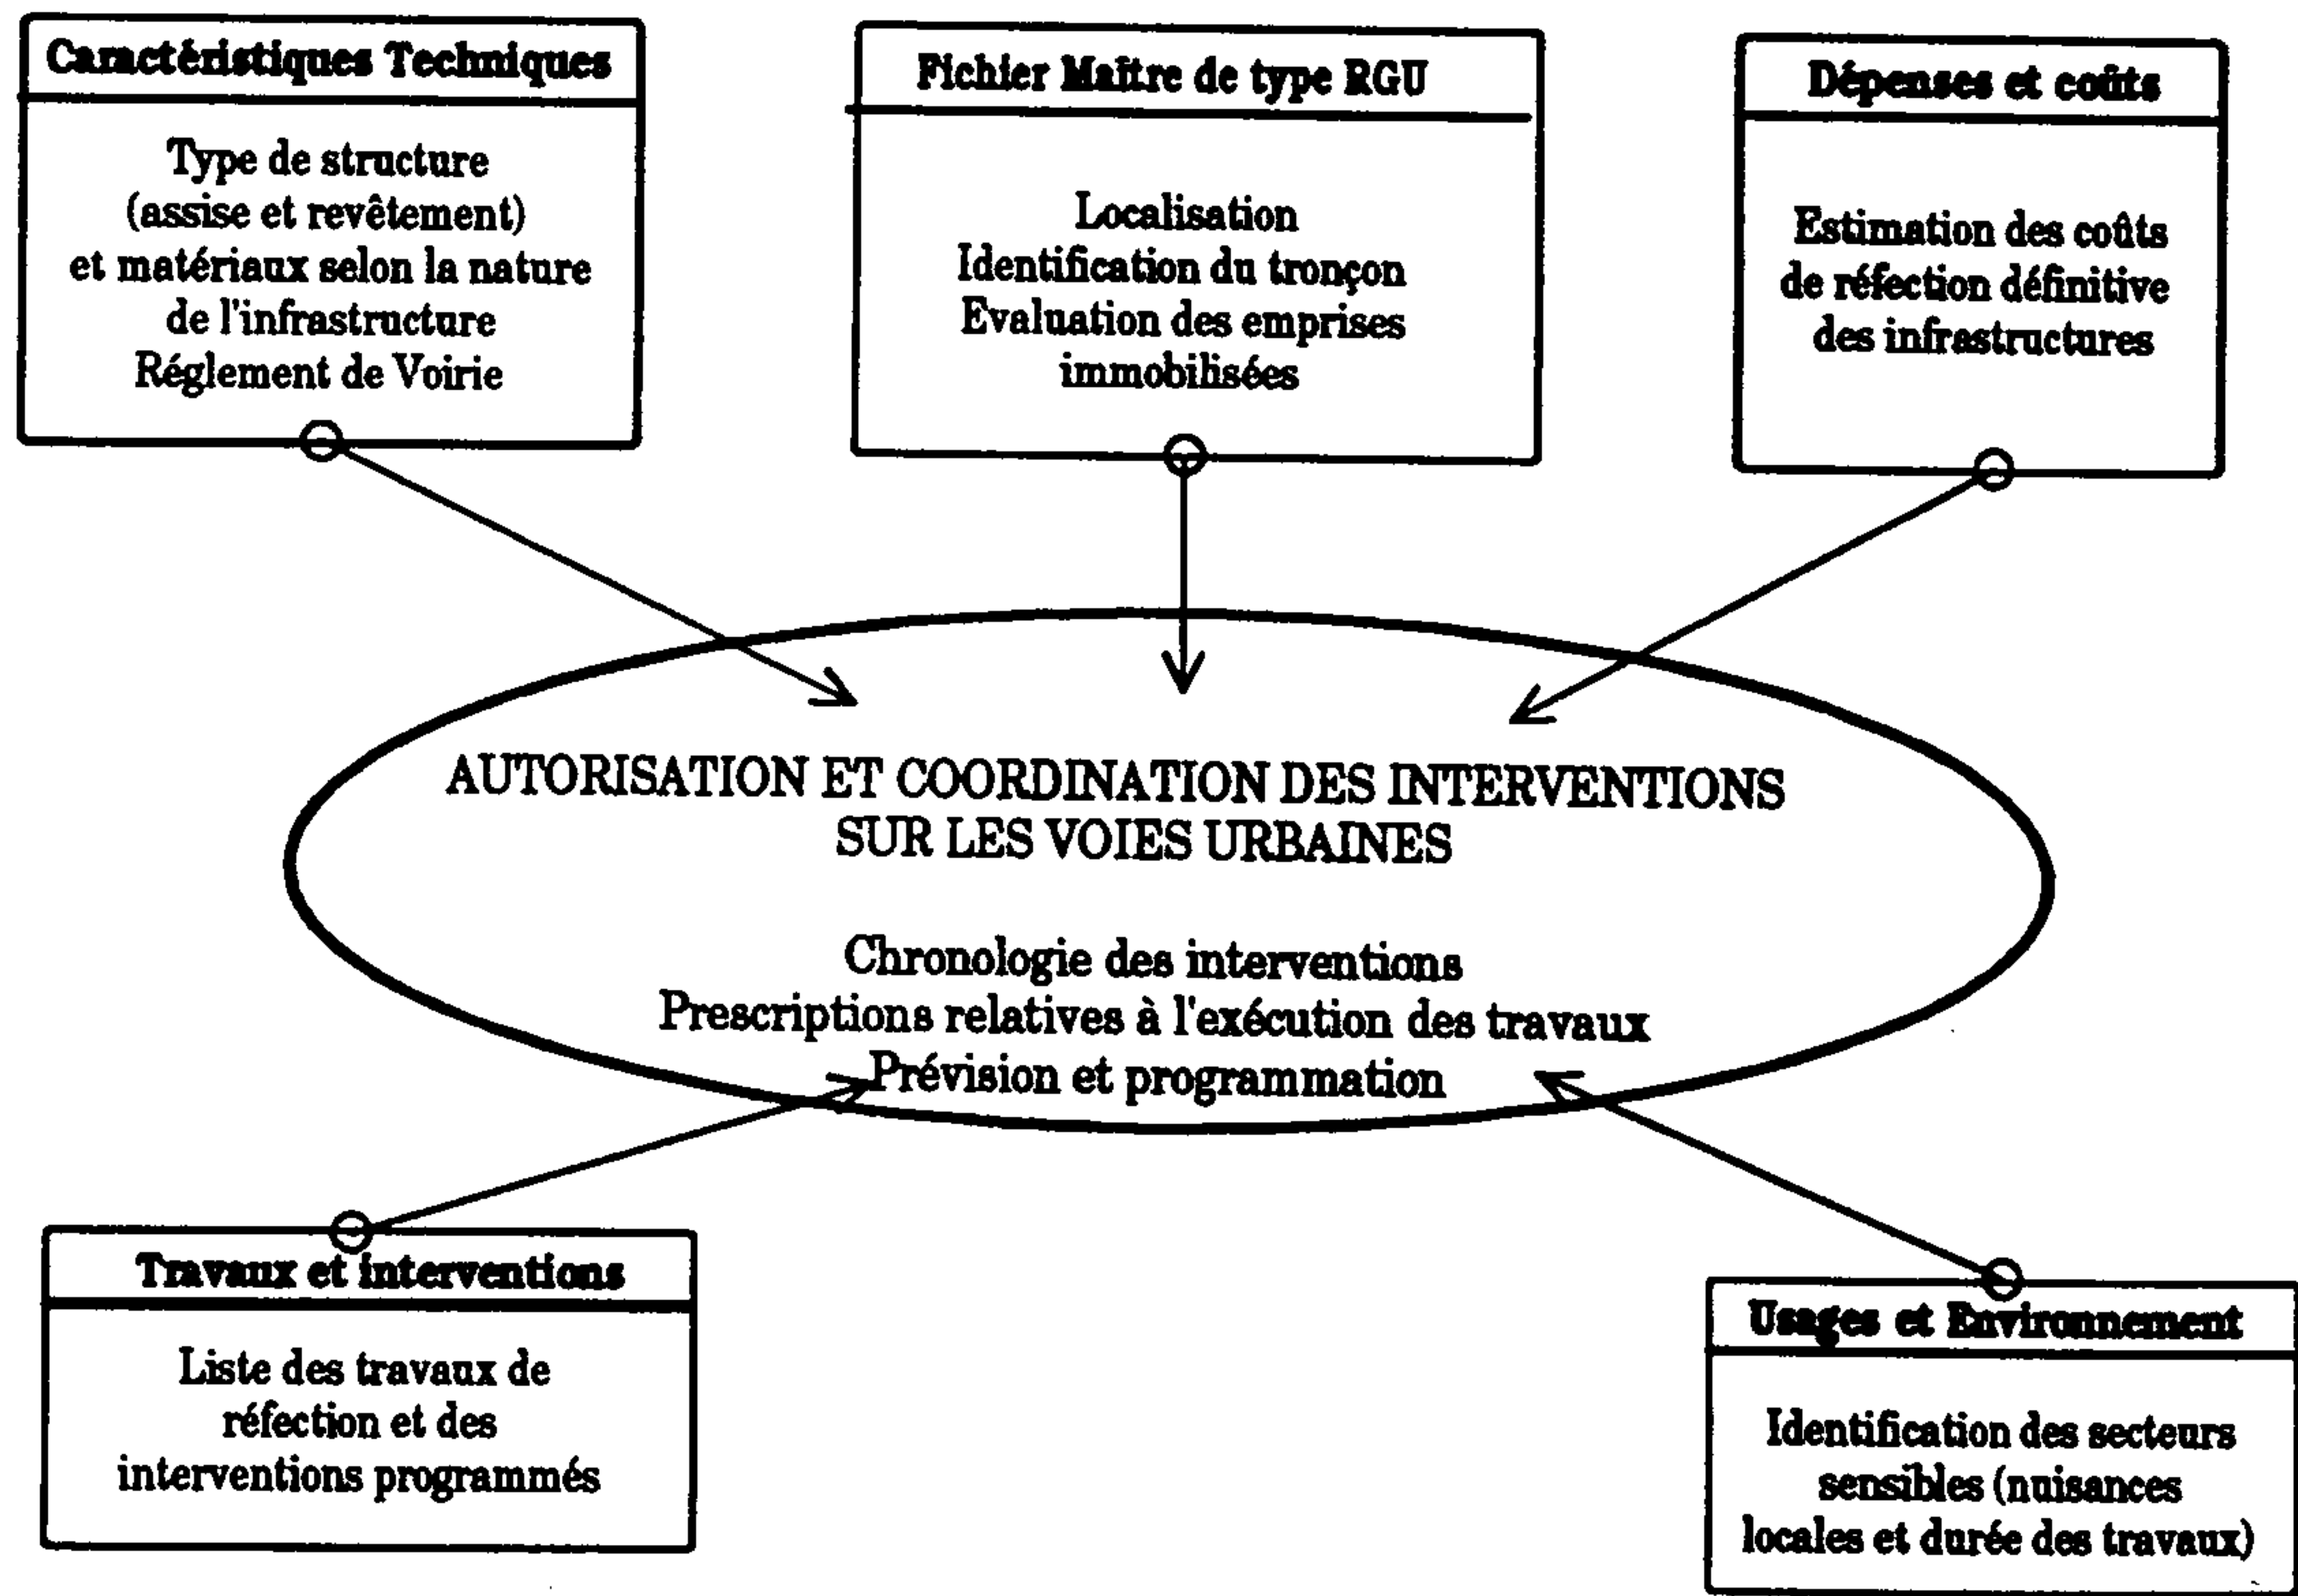 Caractéristiques Techniques
Type de structure
(assise et revêtement)
et matériaux selon la nature
de l'infrastructure
Réglement de Voirie
Fichier Maître de type RGU
Localisation
Identification du tronçon
Evaluation des emprises
immobilisées
Dépenses et coûts
Estimation des coûts
de réfection définitive
des infrastructures
AUTORISATION ET COORDINATION DES INTERVENTIONS
SUR LES VOIES URBAINES
Chronologie des interventions
Prescriptions relatives à l'exécution des travaux
Prévision et programmation
Travaux et interventions
Liste des travaux de
réfection et des
interventions programmés
Usages et Environnement
Identification des secteurs
sensibles (nuisances
locales et durée des travaux)